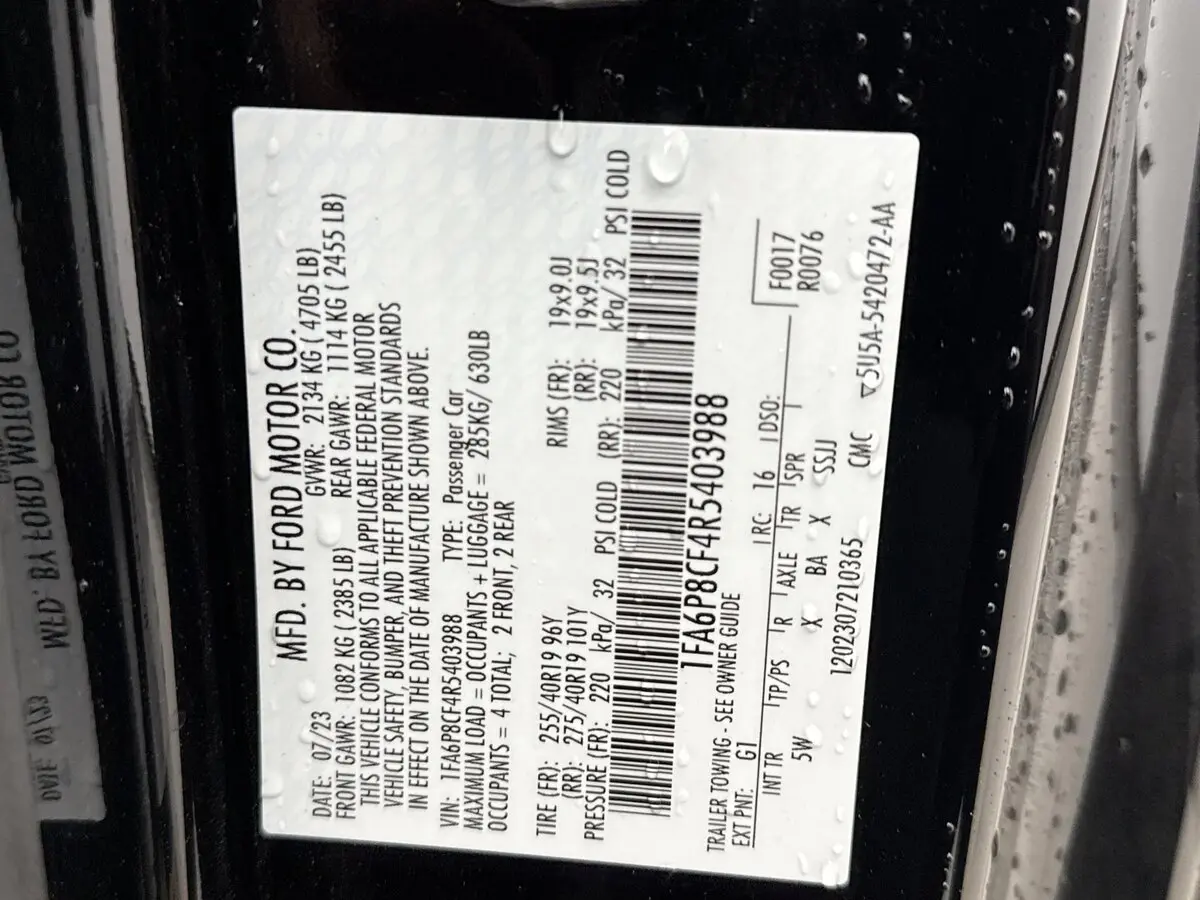 MFD. BY FORD MOTOR CO.
DATE: 07/23 GVWR: 2134 KG ( 4705 LB)
FRONT GAWR: 1082 KG ( 2385 LB) REAR GAWR: 1114 KG ( 2455 LB)
THIS VEHICLE CONFORMS TO ALL APPLICABLE FEDERAL MOTOR
VEHICLE SAFETY, BUMPER, AND THEFT PREVENTION STANDARDS
IN EFFECT ON THE DATE OF MANUFACTURE SHOWN ABOVE.
VIN: 1FA6P8CF4R5403988 TYPE: Passenger Car
MAXIMUM LOAD = OCCUPANTS + LUGGAGE = 285KG/ 630LB
OCCUPANTS = 4 TOTAL; 2 FRONT, 2 REAR
TIRE (FR): 255/40R19 96Y RIMS (FR): 19x9.0J
(RR): 275/40R19 101Y (RR): 19x9.5J
PRESSURE (FR): 220 kPa/ 32 PSI COLD (RR): 220 kPa/ 32 PSI COLD
1FA6P8CF4R5403988
TRAILER TOWING - SEE OWNER GUIDE
EXT PNT: G1 RC: 16 DSO: F0017
INT TR TP/PS R AXLE TR SPR R0076
5W X BA X SSJJ
1202307210365 CMC 5U5A-5420472-AA